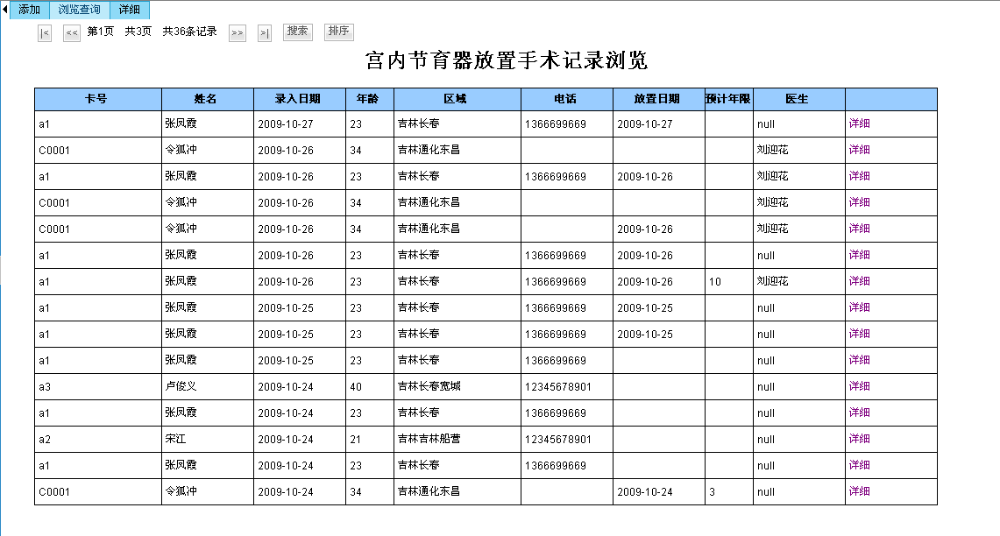 添加 浏览查询 详细
|< << 第1页 共3页 共36条记录 >> >| 搜索 排序
宫内节育器放置手术记录浏览
卡号 姓名 录入日期 年龄 区域 电话 放置日期 预计年限 医生
a1 张凤霞 2009-10-27 23 吉林长春 1366699669 2009-10-27 null 详细
C0001 令狐冲 2009-10-26 34 吉林通化东昌 刘迎花 详细
a1 张凤霞 2009-10-26 23 吉林长春 1366699669 2009-10-26 刘迎花 详细
C0001 令狐冲 2009-10-26 34 吉林通化东昌 刘迎花 详细
C0001 令狐冲 2009-10-26 34 吉林通化东昌 2009-10-26 刘迎花 详细
a1 张凤霞 2009-10-26 23 吉林长春 1366699669 2009-10-26 null 详细
a1 张凤霞 2009-10-26 23 吉林长春 1366699669 2009-10-26 10 刘迎花 详细
a1 张凤霞 2009-10-25 23 吉林长春 1366699669 2009-10-25 null 详细
a1 张凤霞 2009-10-25 23 吉林长春 1366699669 2009-10-25 null 详细
a1 张凤霞 2009-10-25 23 吉林长春 1366699669 null 详细
a3 卢俊义 2009-10-24 40 吉林长春宽城 12345678901 null 详细
a1 张凤霞 2009-10-24 23 吉林长春 1366699669 null 详细
a2 宋江 2009-10-24 21 吉林吉林船营 12345678901 null 详细
a1 张凤霞 2009-10-24 23 吉林长春 1366699669 null 详细
C0001 令狐冲 2009-10-24 34 吉林通化东昌 2009-10-24 3 null 详细